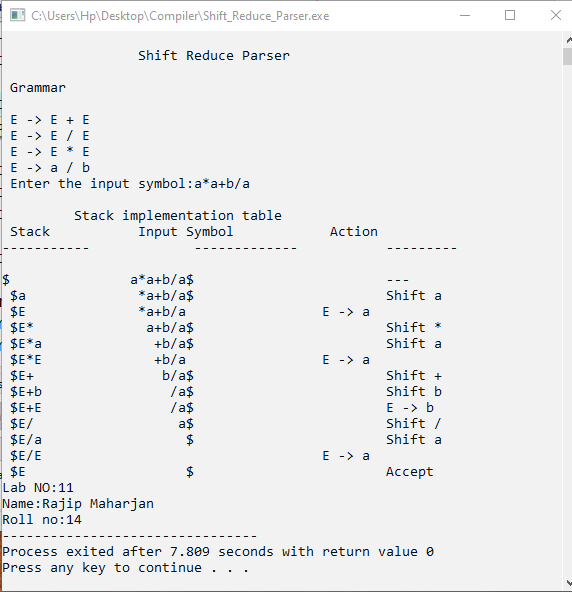 C:\Users\Hp\Desktop\Compiler\Shift_Reduce_Parser.exe
Shift Reduce Parser
Grammar
E -> E + E
E -> E / E
E -> E * E
E -> a / b
Enter the input symbol:a*a+b/a
Stack implementation table
Stack Input Symbol Action
----------- ------------- ---------
$ a*a+b/a$ ---
$a *a+b/a$ Shift a
$E *a+b/a E -> a
$E* a+b/a$ Shift *
$E*a +b/a$ Shift a
$E*E +b/a E -> a
$E+ b/a$ Shift +
$E+b /a$ Shift b
$E+E /a$ E -> b
$E/ a$ Shift /
$E/a $ Shift a
$E/E E -> a
$E $ Accept
Lab NO:11
Name:Rajip Maharjan
Roll no:14
--------------------------------
Process exited after 7.809 seconds with return value 0
Press any key to continue . . .